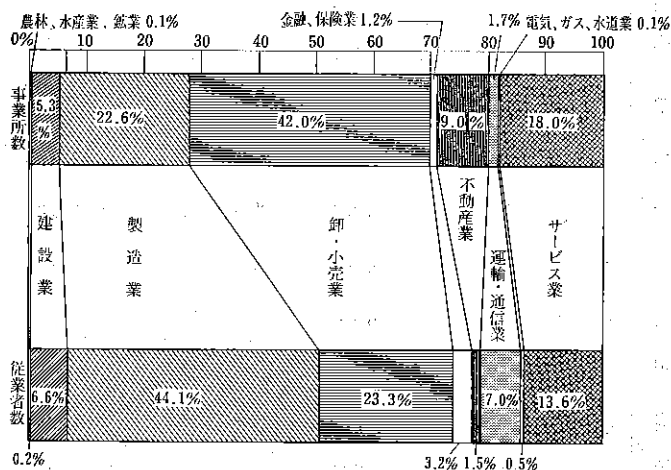 農林、水産業、鉱業 0.1%
金融、保険業 1.2%
1.7% 電気、ガス、水道業 0.1%
0% 10 20 30 40 50 60 70 80 90 100
事業所数
5.3%
22.6%
42.0%
9.0%
18.0%
建設業
製造業
卸・小売業
不動産業
運輸・通信業
サービス業
従業者数
6.6%
44.1%
23.3%
7.0%
13.6%
0.2%
3.2% 1.5% 0.5%